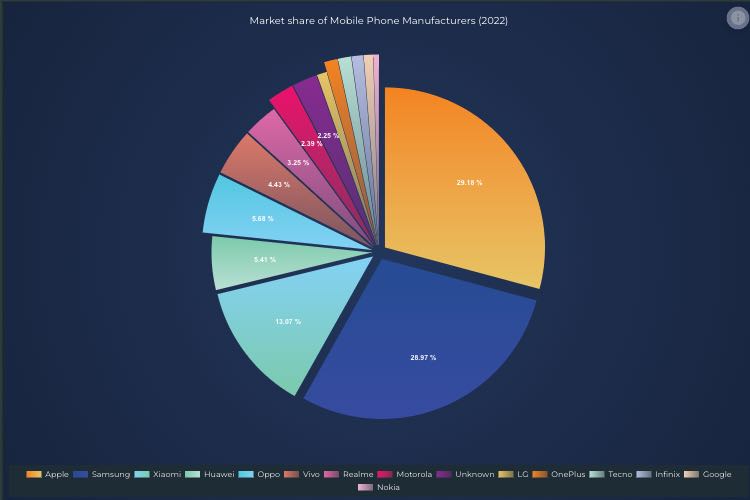 Market share of Mobile Phone Manufacturers (2022)
i
2.25 %
2.39 %
3.25 %
4.43 %
29.18 %
5.68 %
5.41 %
13.07 %
28.97 %
Apple Samsung Xiaomi Huawei Oppo Vivo Realme Motorola Unknown LG OnePlus Tecno Infinix Google
Nokia